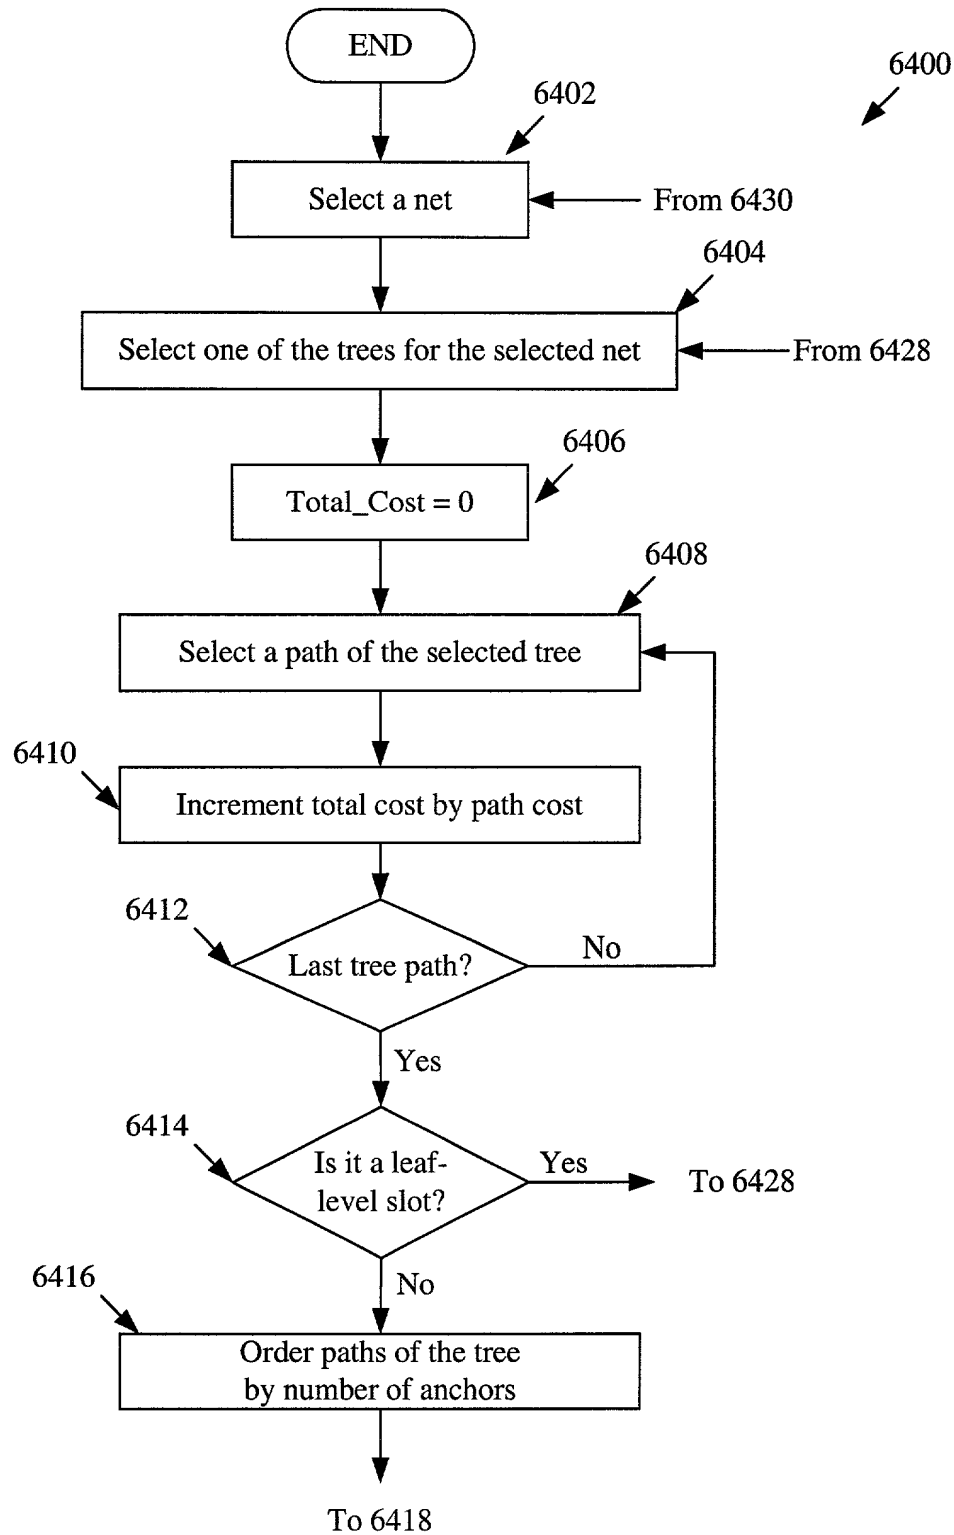 END
6400
6402
Select a net
From 6430
6404
Select one of the trees for the selected net
From 6428
6406
Total_Cost = 0
6408
Select a path of the selected tree
6410
Increment total cost by path cost
6412
Last tree path?
No
Yes
6414
Is it a leaf-
level slot?
Yes
To 6428
No
6416
Order paths of the tree
by number of anchors
To 6418